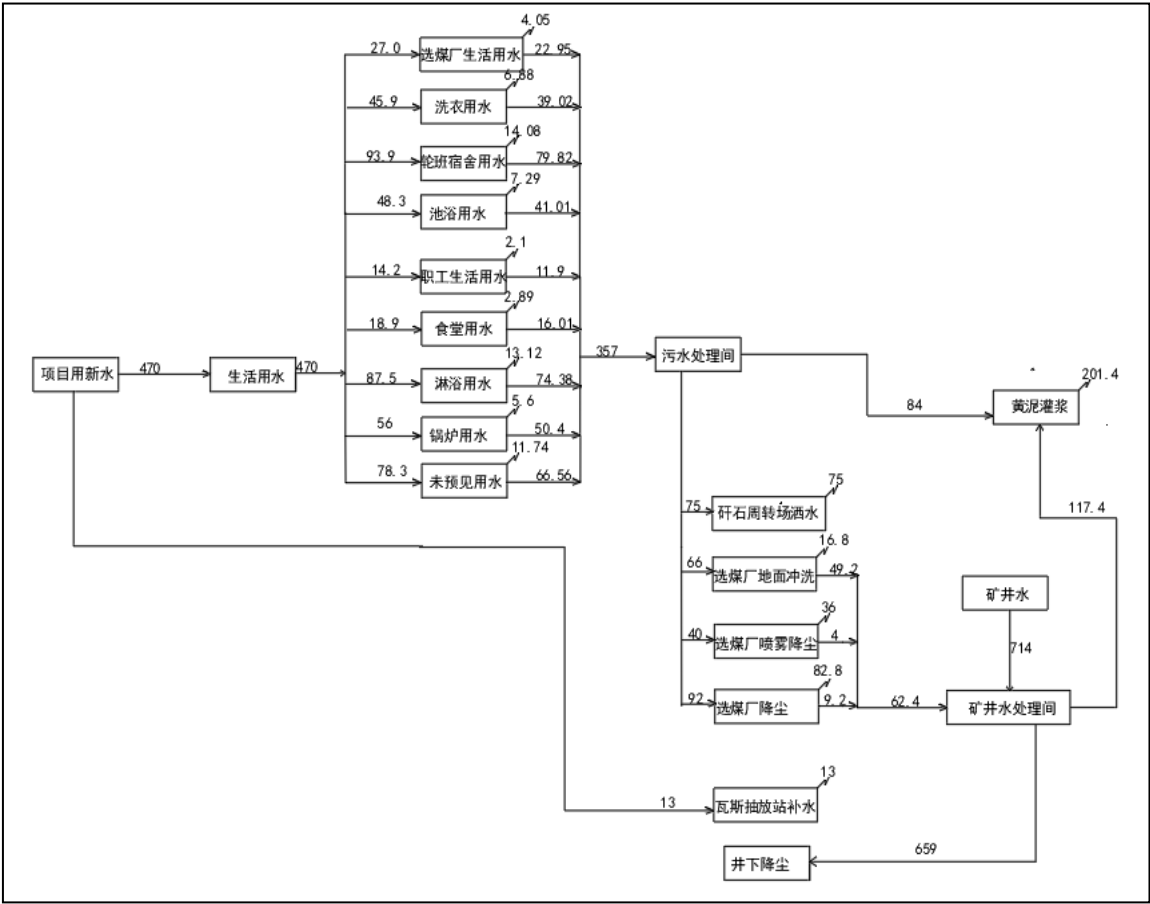 4.05
27.0 选煤厂生活用水 22.95
6.88
45.9 洗衣用水 39.02
14.08
93.9 轮班宿舍用水 79.82
7.29
48.3 池浴用水 41.01
2.1
14.2 职工生活用水 11.9
2.89
18.9 食堂用水 16.01
项目用新水 470 生活用水 470
13.12
87.5 淋浴用水 74.38
357 污水处理间
84 黄泥灌浆 201.4
5.6
56 锅炉用水 50.4
11.74
78.3 未预见用水 66.56
75
75 矸石周转场洒水
117.4
16.8
66 选煤厂地面冲洗 49.2
矿井水
36
40 选煤厂喷雾降尘 4
714
82.8
92 选煤厂降尘 9.2 62.4 矿井水处理间
13
13 瓦斯抽放站补水
井下降尘 659